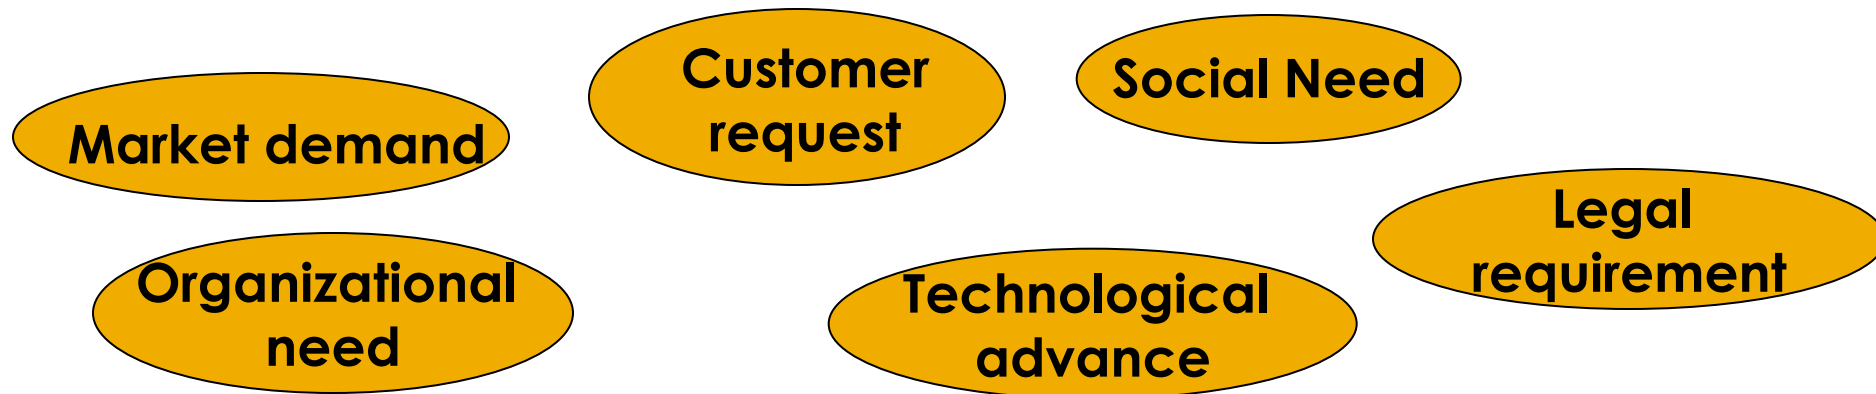 Market demand
Customer
request
Social Need
Organizational
need
Technological
advance
Legal
requirement